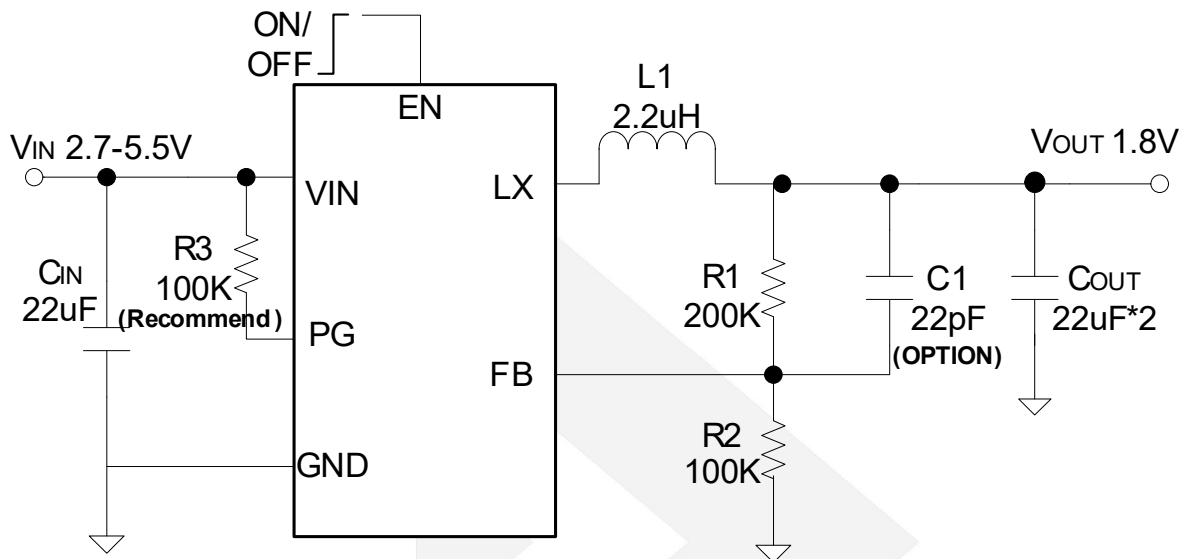 ON/
OFF
EN
L1
2.2uH
VIN 2.7-5.5V
VOUT 1.8V
VIN
LX
R3
100K
(Recommend)
CIN
22uF
R1
200K
C1
22pF
(OPTION)
COUT
22uF*2
PG
FB
R2
100K
GND